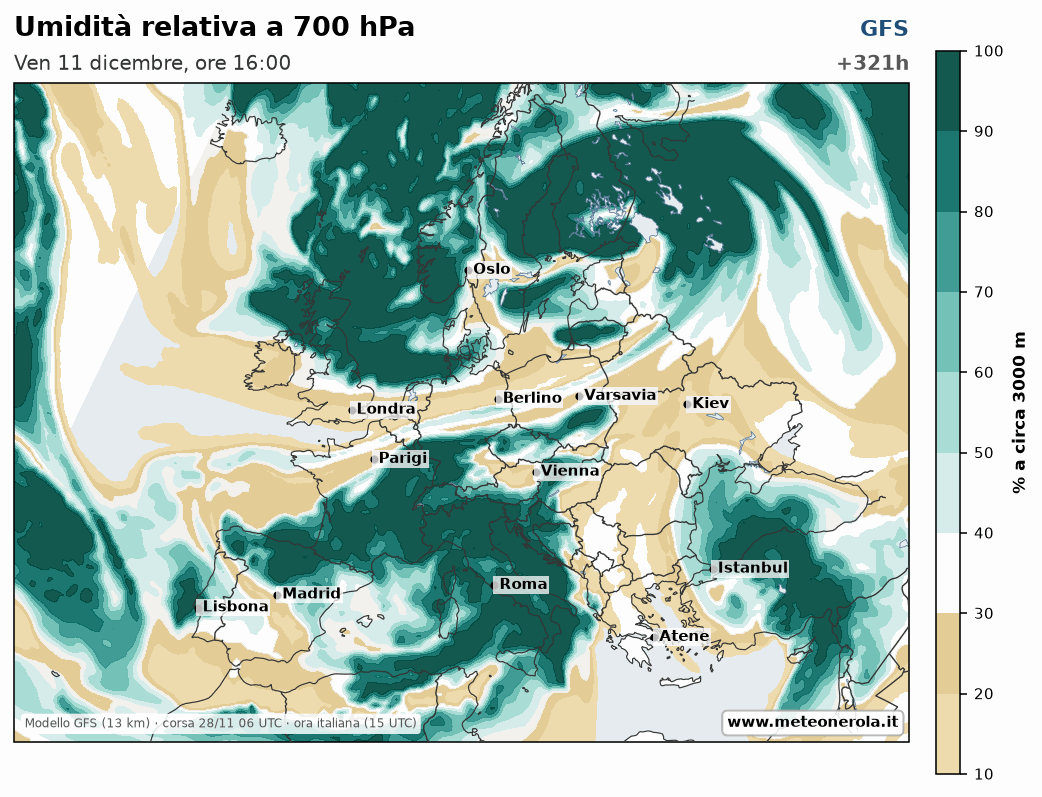 Umidità relativa a 700 hPa
GFS
Ven 11 dicembre, ore 16:00
+321h
100
90
80
70
60
50
40
30
20
10
% a circa 3000 m
Oslo
Berlino
Varsavia
Kiev
Londra
Parigi
Vienna
Istanbul
Roma
Madrid
Lisbona
Atene
Modello GFS (13 km) · corsa 28/11 06 UTC · ora italiana (15 UTC)
www.meteonerola.it